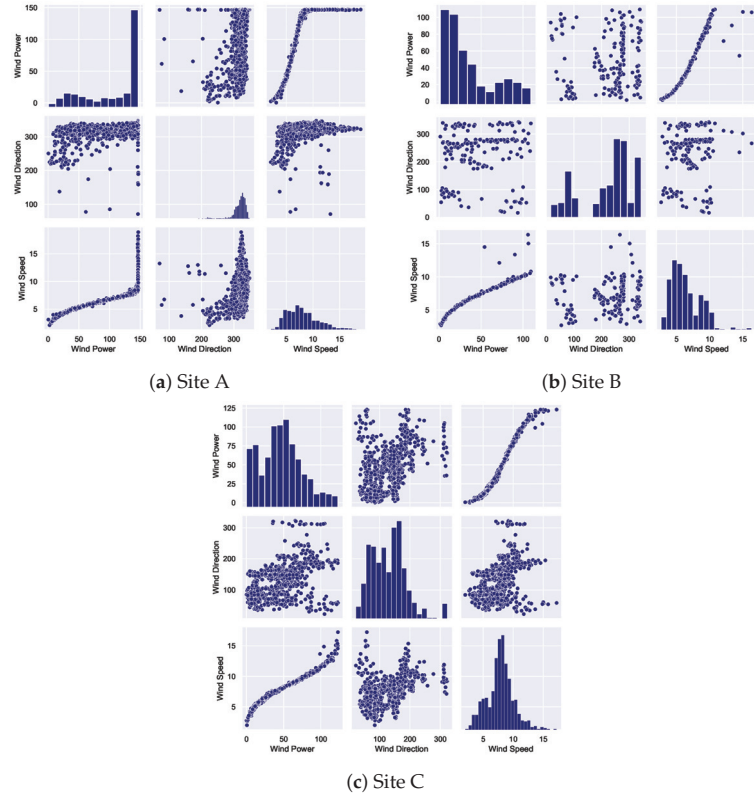 150
100
50
0
Wind Power
300
200
100
Wind Direction
15
10
5
Wind Speed
0 50 100 150
Wind Power
100 200 300
Wind Direction
5 10 15
Wind Speed
(a) Site A
100
80
60
40
20
0
Wind Power
300
200
100
0
Wind Direction
15
10
5
Wind Speed
0 50 100
Wind Power
0 100 200 300
Wind Direction
5 10 15
Wind Speed
(b) Site B
125
100
75
50
25
0
Wind Power
300
200
100
Wind Direction
15
10
5
Wind Speed
0 50 100
Wind Power
100 200 300
Wind Direction
5 10 15
Wind Speed
(c) Site C